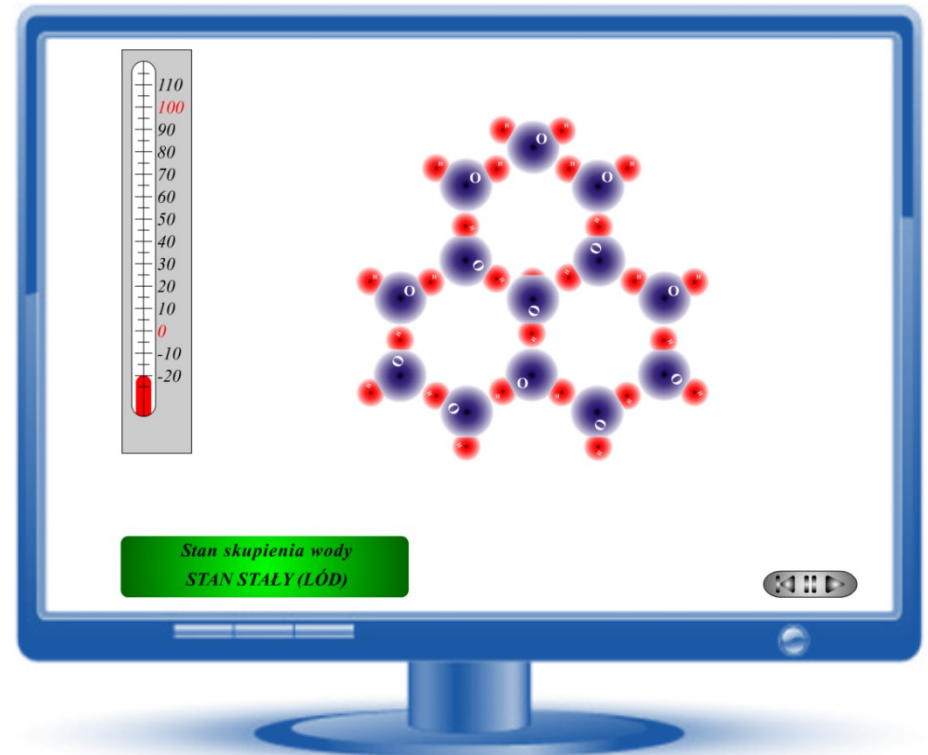 110
100
90
80
70
60
50
40
30
20
10
0
-10
-20
O
O
O
O
O
O
O
O
O
O
O
O
O
Stan skupienia wody
STAN STAŁY (LÓD)